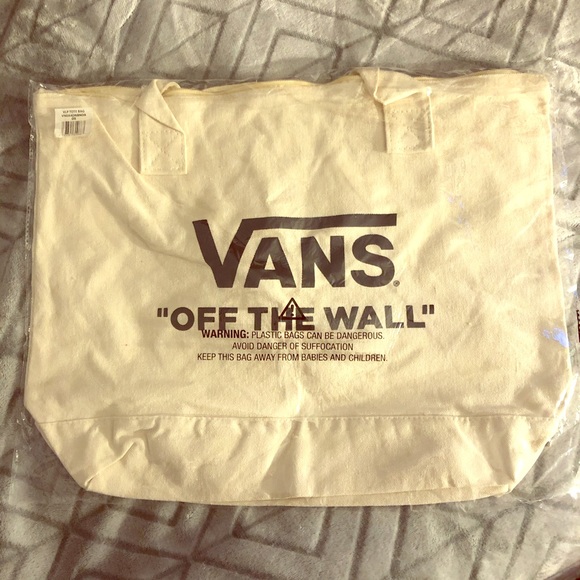 VANS®
"OFF THE WALL"
WARNING: PLASTIC BAGS CAN BE DANGEROUS.
AVOID DANGER OF SUFFOCATION
KEEP THIS BAG AWAY FROM BABIES AND CHILDREN.